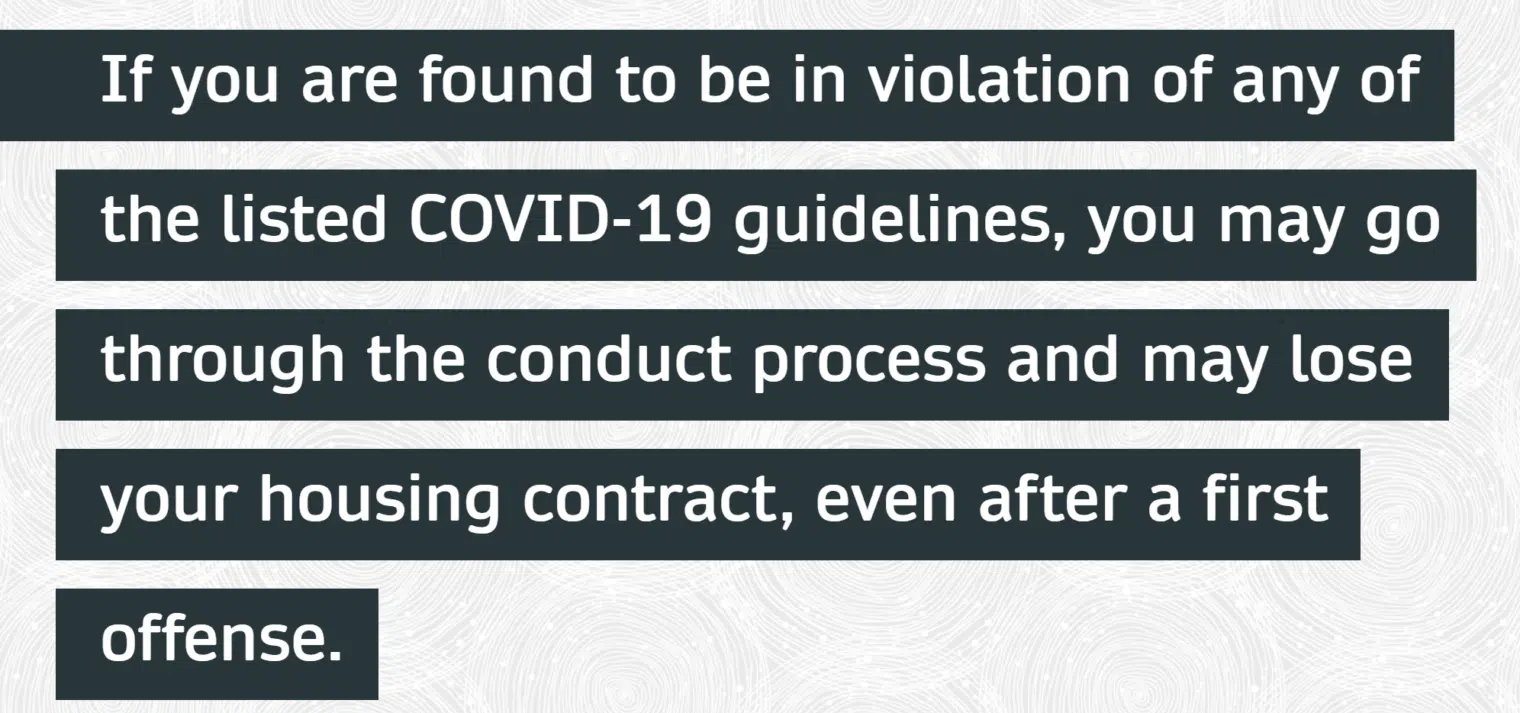 If you are found to be in violation of any of
the listed COVID-19 guidelines, you may go
through the conduct process and may lose
your housing contract, even after a first
offense.